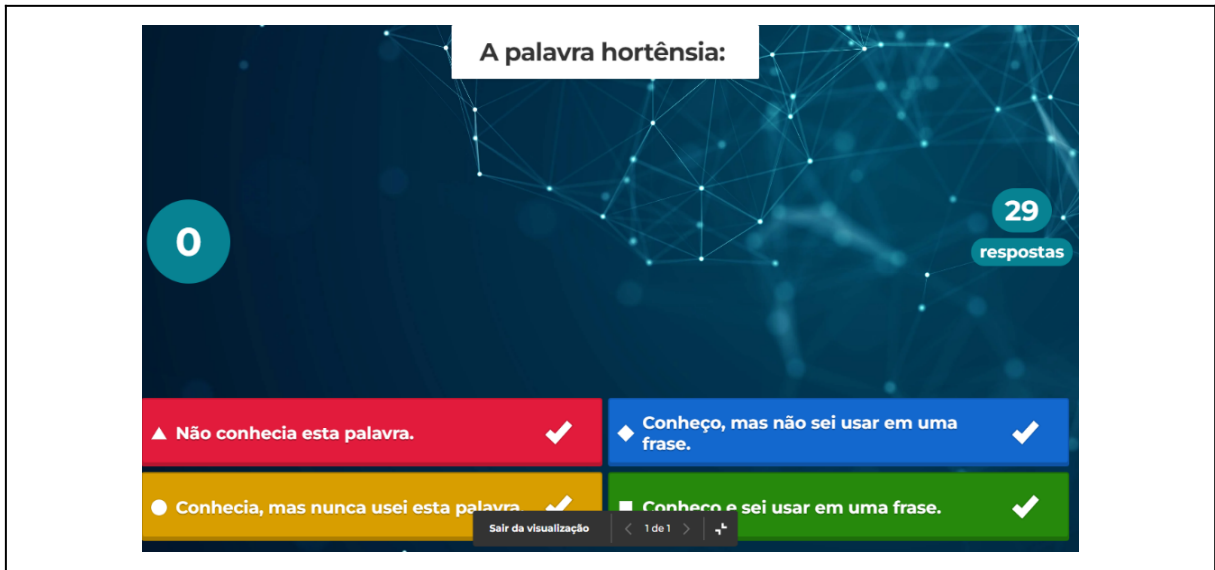 A palavra hortênsia:
0
29
respostas
Não conhecia esta palavra.
Conheço, mas não sei usar em uma
frase.
Conhecia, mas nunca usei esta palavra.
Conheço e sei usar em uma frase.
Sair da visualização
1 de 1